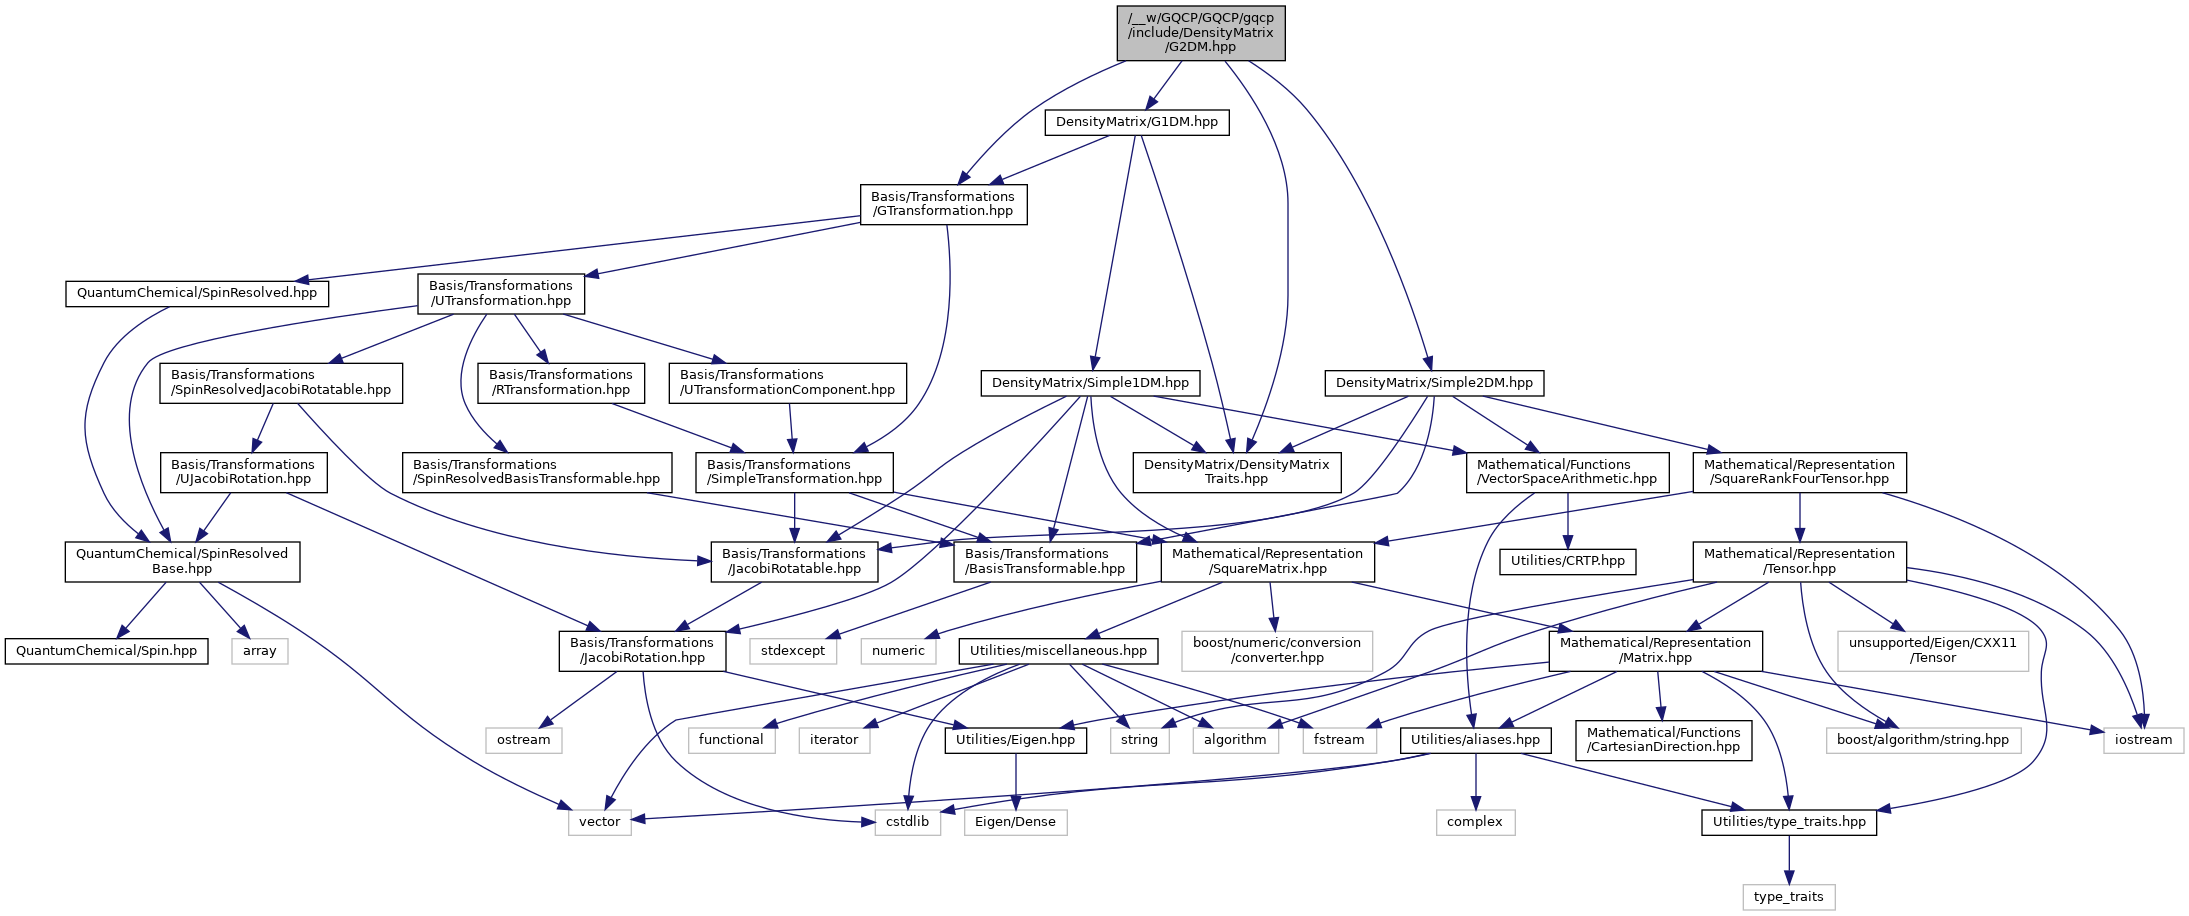 /__w/GQCP/GQCP/gqcp
/include/DensityMatrix
/G2DM.hpp
DensityMatrix/G1DM.hpp
Basis/Transformations
/GTransformation.hpp
QuantumChemical/SpinResolved.hpp
Basis/Transformations
/UTransformation.hpp
Basis/Transformations
/SpinResolvedJacobiRotatable.hpp
Basis/Transformations
/RTransformation.hpp
Basis/Transformations
/UTransformationComponent.hpp
DensityMatrix/Simple1DM.hpp
DensityMatrix/Simple2DM.hpp
Basis/Transformations
/UJacobiRotation.hpp
Basis/Transformations
/SpinResolvedBasisTransformable.hpp
Basis/Transformations
/SimpleTransformation.hpp
DensityMatrix/DensityMatrix
Traits.hpp
Mathematical/Functions
/VectorSpaceArithmetic.hpp
Mathematical/Representation
/SquareRankFourTensor.hpp
QuantumChemical/SpinResolved
Base.hpp
Basis/Transformations
/JacobiRotatable.hpp
Basis/Transformations
/BasisTransformable.hpp
Mathematical/Representation
/SquareMatrix.hpp
Utilities/CRTP.hpp
Mathematical/Representation
/Tensor.hpp
QuantumChemical/Spin.hpp
array
Basis/Transformations
/JacobiRotation.hpp
stdexcept
numeric
Utilities/miscellaneous.hpp
boost/numeric/conversion
/converter.hpp
Mathematical/Representation
/Matrix.hpp
unsupported/Eigen/CXX11
/Tensor
ostream
functional
iterator
Utilities/Eigen.hpp
string
algorithm
fstream
Utilities/aliases.hpp
Mathematical/Functions
/CartesianDirection.hpp
boost/algorithm/string.hpp
iostream
vector
cstdlib
Eigen/Dense
complex
Utilities/type_traits.hpp
type_traits